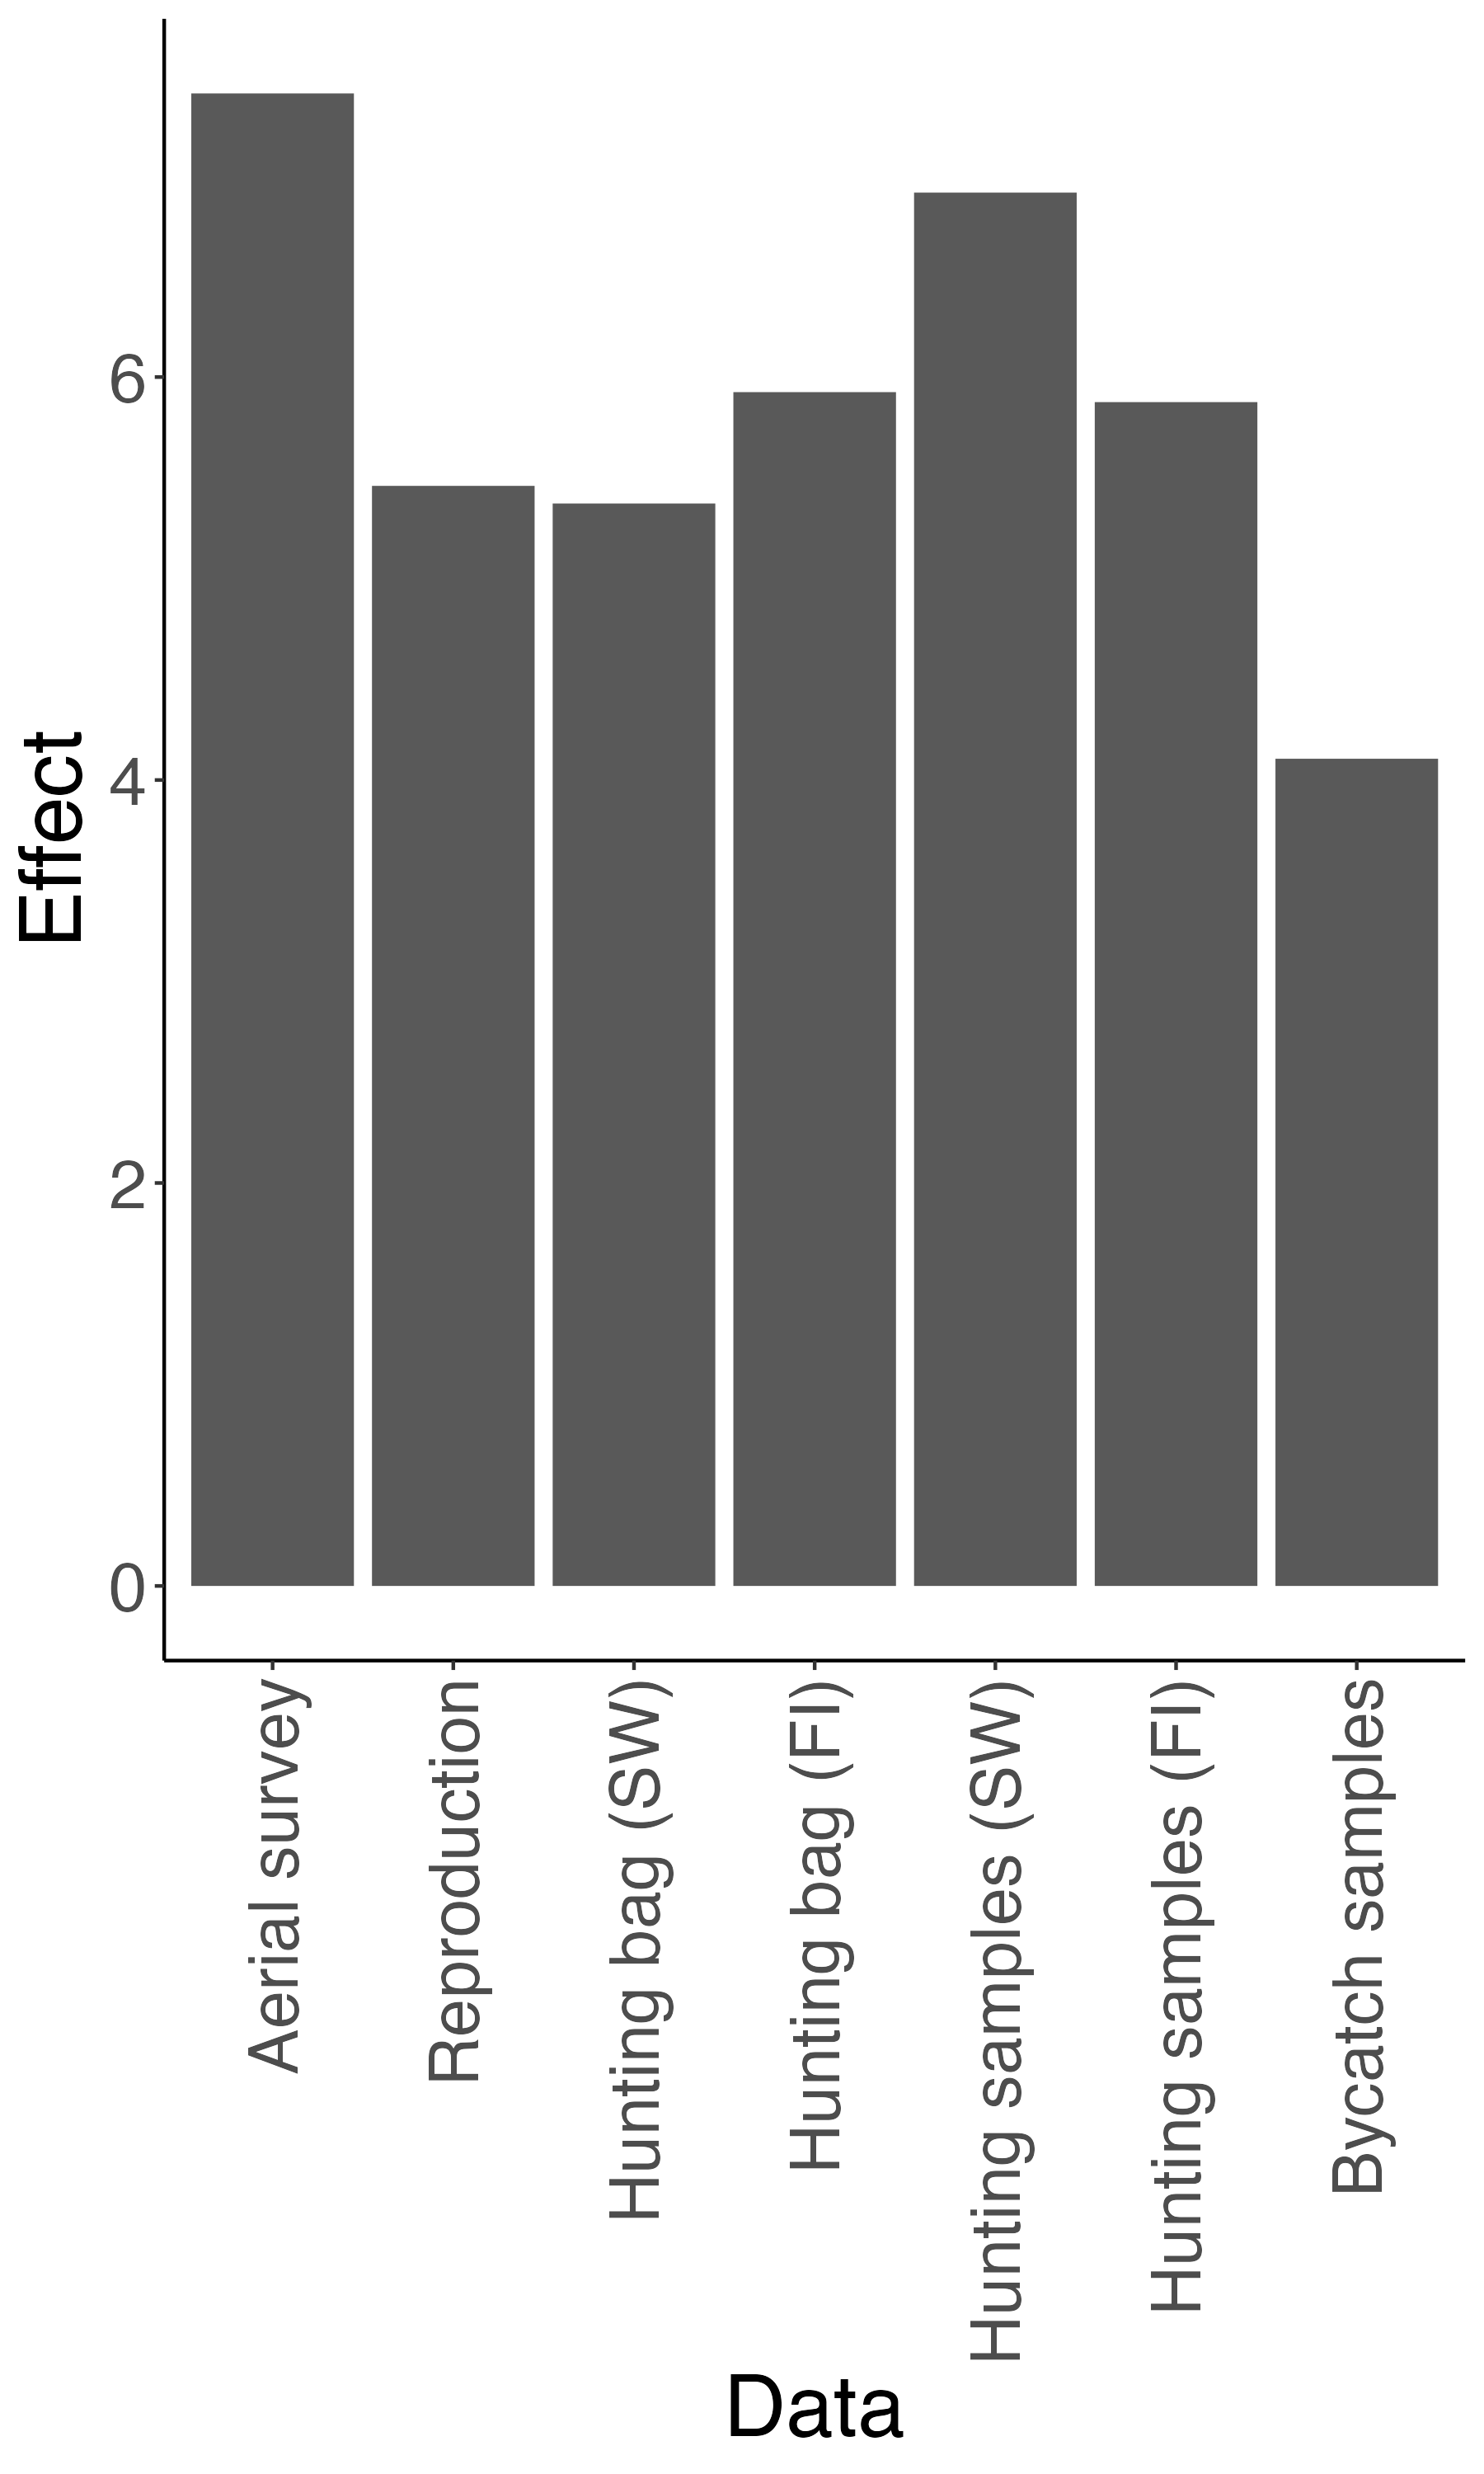 Effect
6
4
2
0
Aerial survey
Reproduction
Hunting bag (SW)
Hunting bag (FI)
Hunting samples (SW)
Hunting samples (FI)
Bycatch samples
Data